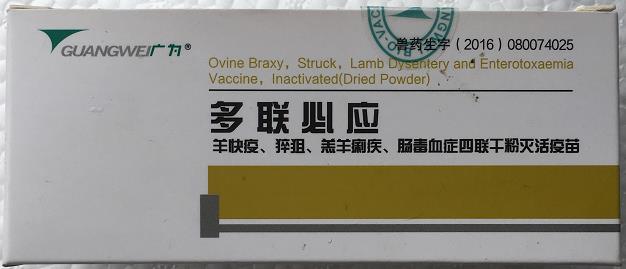 GUANGWEI广为®
兽药生字（2016）080074025
Ovine Braxy, Struck, Lamb Dysentery and Enterotoxaemia
Vaccine, Inactivated(Dried Powder)
多联必应
羊快疫、猝狙、羔羊痢疾、肠毒血症四联干粉灭活疫苗